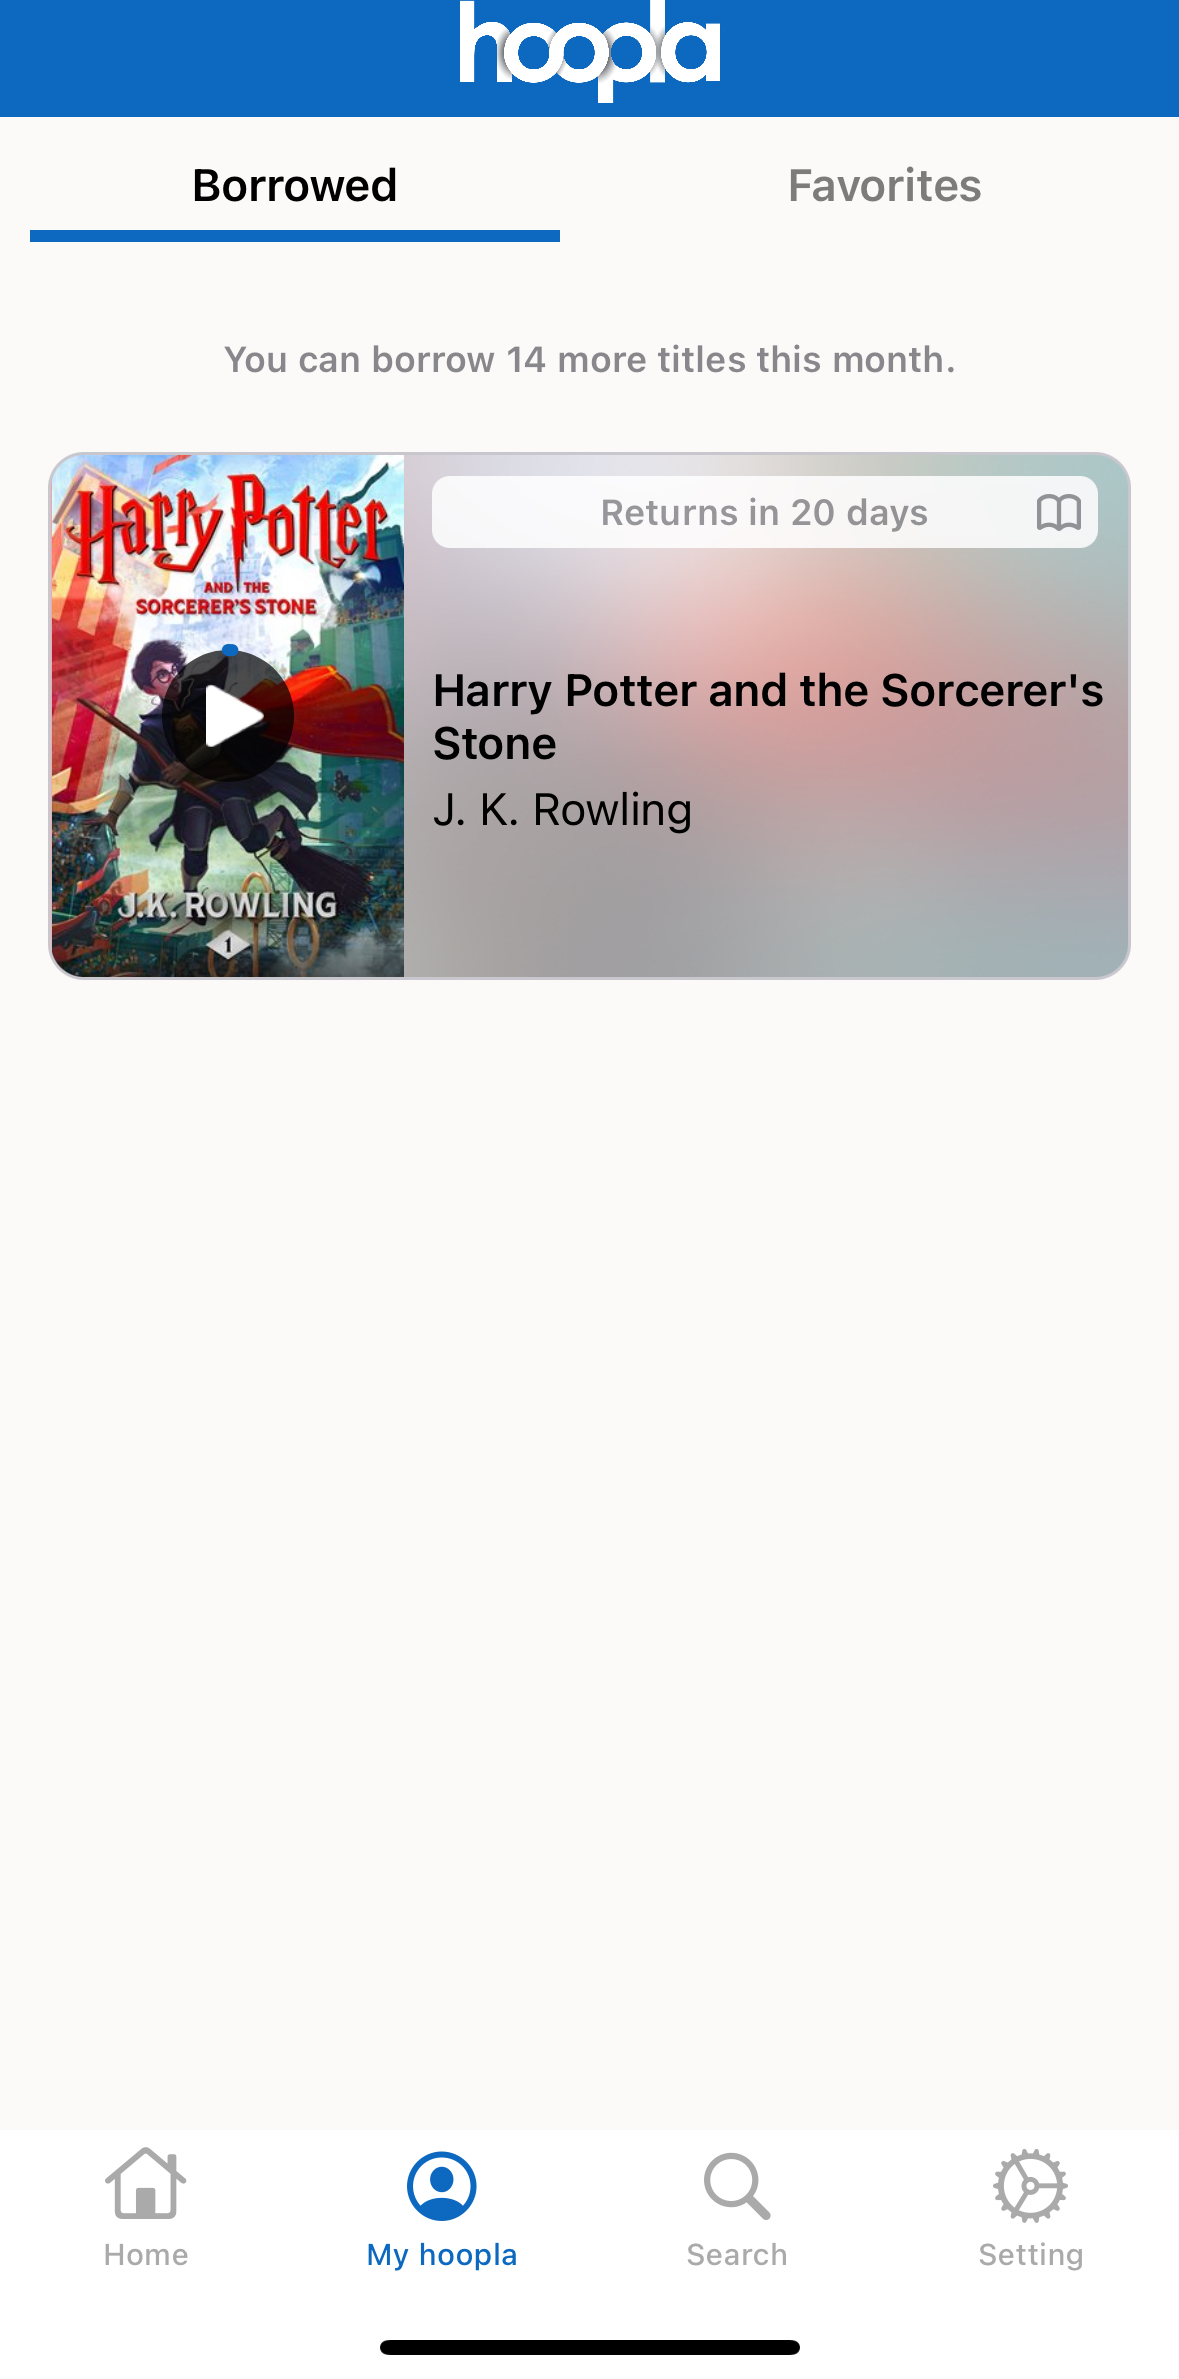 hoopla
Borrowed
Favorites
You can borrow 14 more titles this month.
Harry Potter
AND THE
SORCERER'S STONE
J.K. ROWLING
1
Returns in 20 days
Harry Potter and the Sorcerer's
Stone
J. K. Rowling
Home
My hoopla
Search
Setting